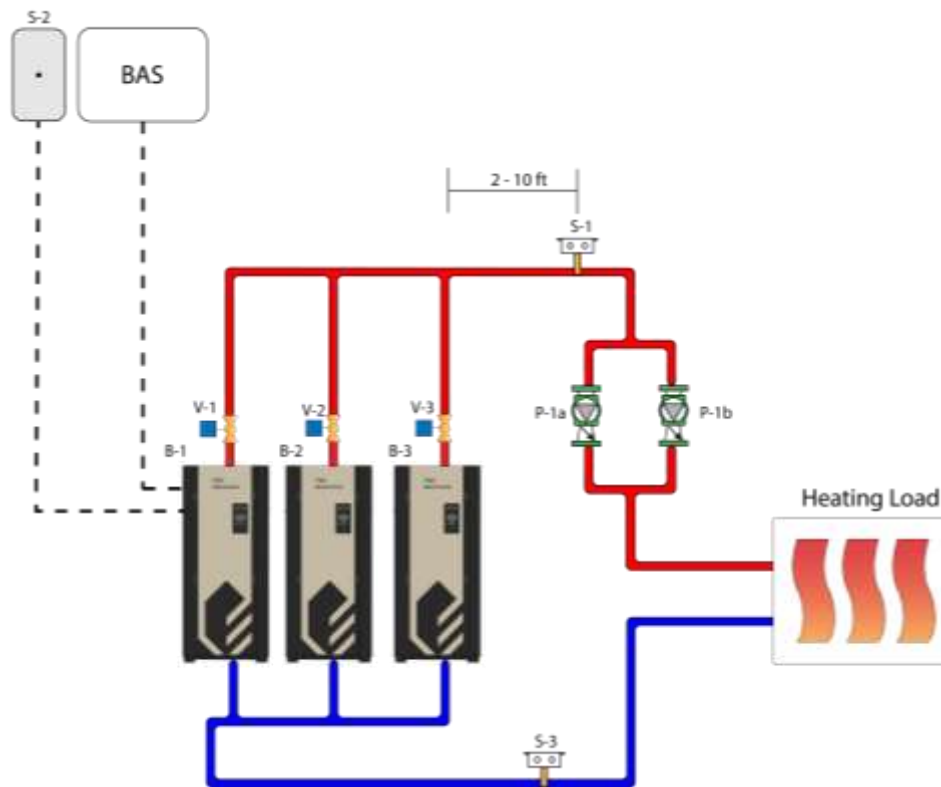 S-2
BAS
2 - 10 ft
S-1
V-1
V-2
V-3
P-1a
P-1b
B-1
B-2
B-3
Heating Load
S-3